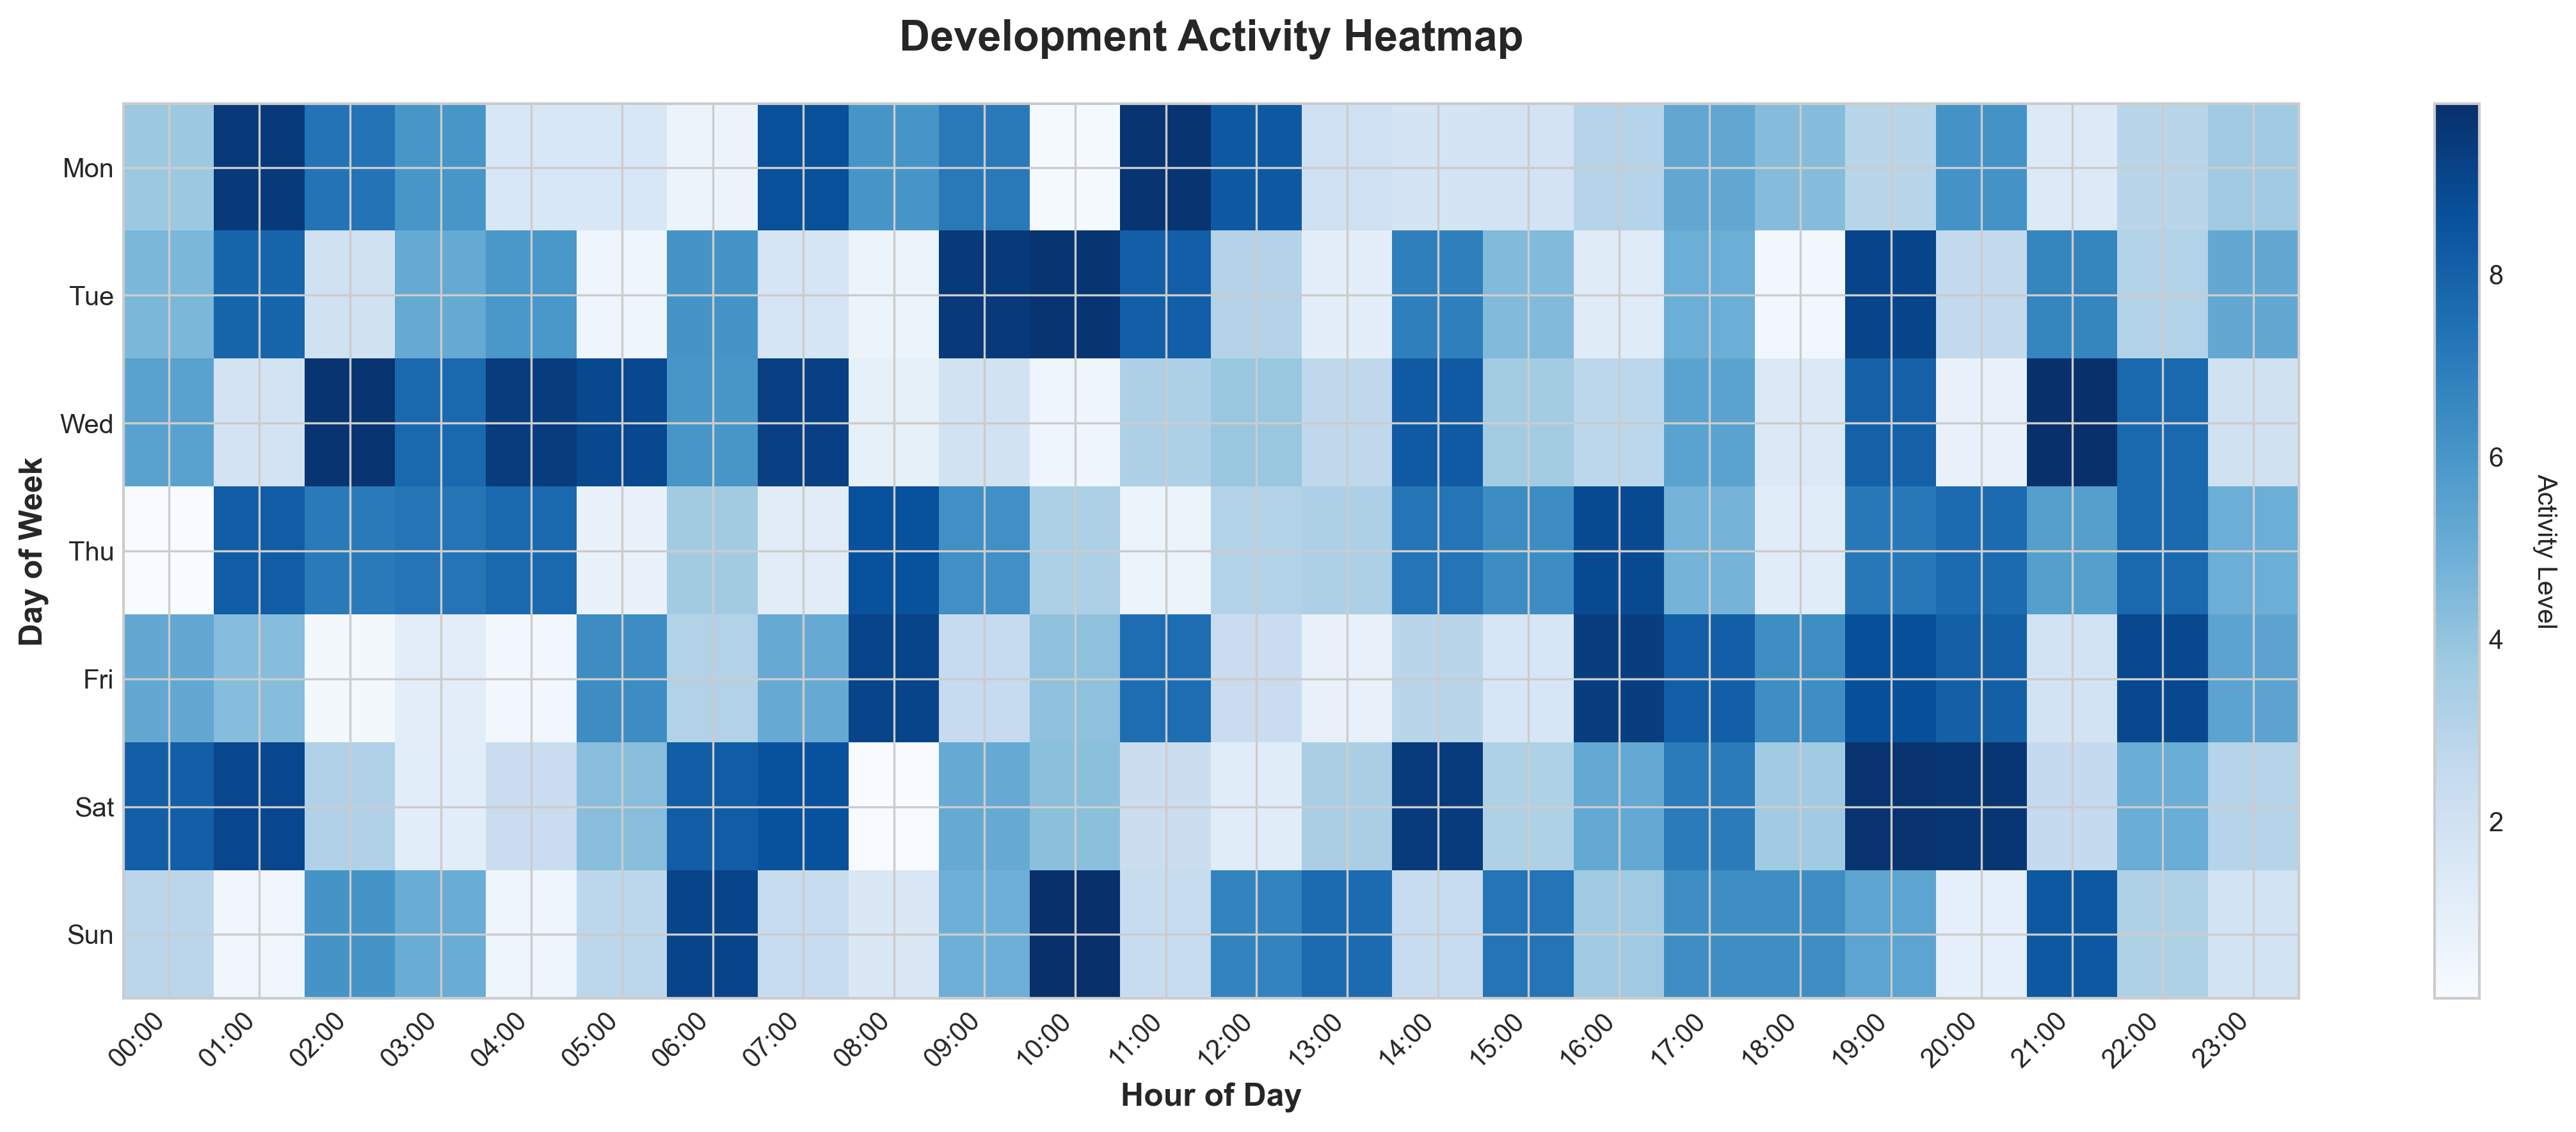 Development Activity Heatmap
Mon
Tue
Wed
Thu
Fri
Sat
Sun
Day of Week
00:00
01:00
02:00
03:00
04:00
05:00
06:00
07:00
08:00
09:00
10:00
11:00
12:00
13:00
14:00
15:00
16:00
17:00
18:00
19:00
20:00
21:00
22:00
23:00
Hour of Day
8
6
4
2
Activity Level